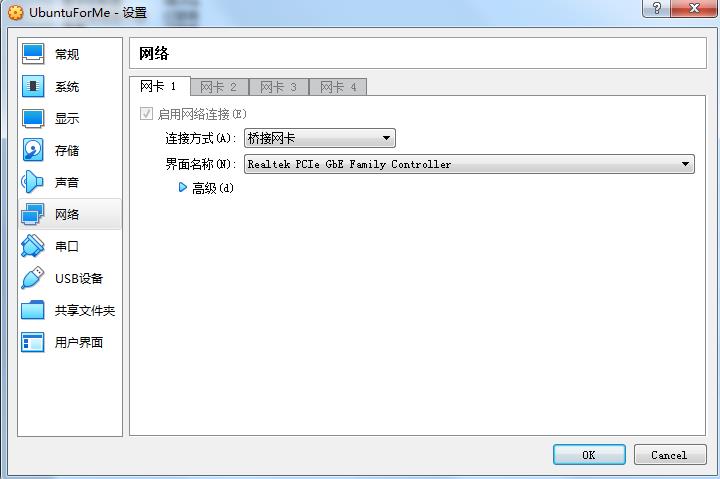 UbuntuForMe - 设置
常规
系统
显示
存储
声音
网络
串口
USB设备
共享文件夹
用户界面
网络
网卡 1 网卡 2 网卡 3 网卡 4
启用网络连接(E)
连接方式(A): 桥接网卡
界面名称(N): Realtek PCIe GbE Family Controller
高级(d)
OK Cancel